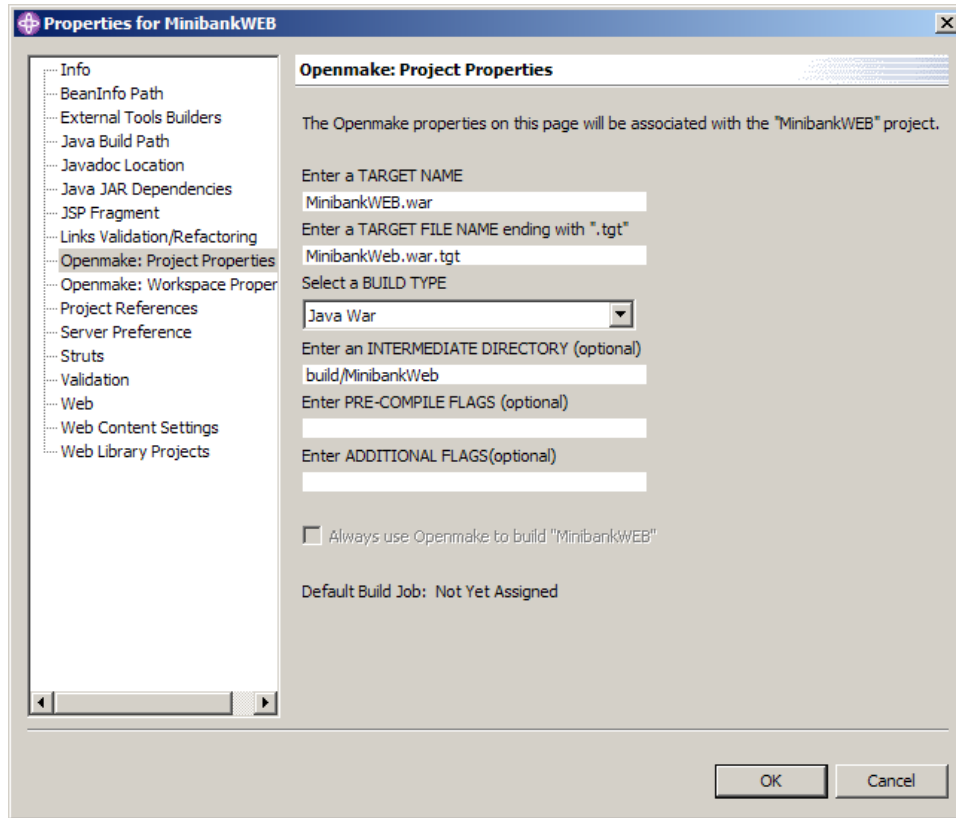 Properties for MinibankWEB
Info
BeanInfo Path
External Tools Builders
Java Build Path
Javadoc Location
Java JAR Dependencies
JSP Fragment
Links Validation/Refactoring
Openmake: Project Properties
Openmake: Workspace Proper
Project References
Server Preference
Struts
Validation
Web
Web Content Settings
Web Library Projects
Openmake: Project Properties
The Openmake properties on this page will be associated with the "MinibankWEB" project.
Enter a TARGET NAME
MinibankWEB.war
Enter a TARGET FILE NAME ending with ".tgt"
MinibankWeb.war.tgt
Select a BUILD TYPE
Java War
Enter an INTERMEDIATE DIRECTORY (optional)
build/MinibankWeb
Enter PRE-COMPILE FLAGS (optional)
Enter ADDITIONAL FLAGS(optional)
Always use Openmake to build "MinibankWEB"
Default Build Job: Not Yet Assigned
OK
Cancel